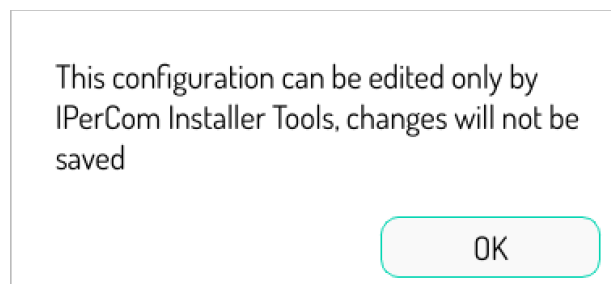 This configuration can be edited only by
IPerCom Installer Tools, changes will not be
saved
OK